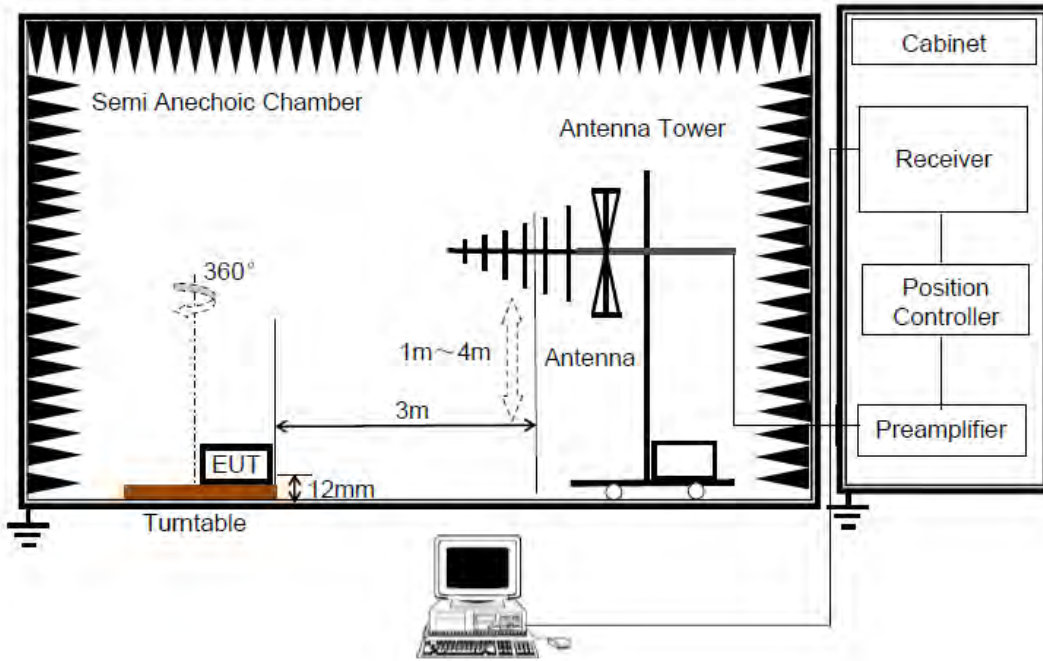 Cabinet
Semi Anechoic Chamber
Antenna Tower
Receiver
360°
Position
Controller
1m～4m
Antenna
3m
Preamplifier
EUT
12mm
Turntable